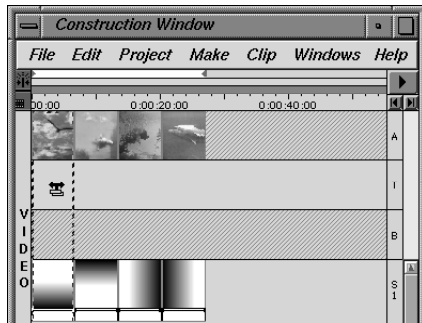 Construction Window
File Edit Project Make Clip Windows Help
00:00 0:00:20:00 0:00:40:00
A
I
B
S
1
VIDEO